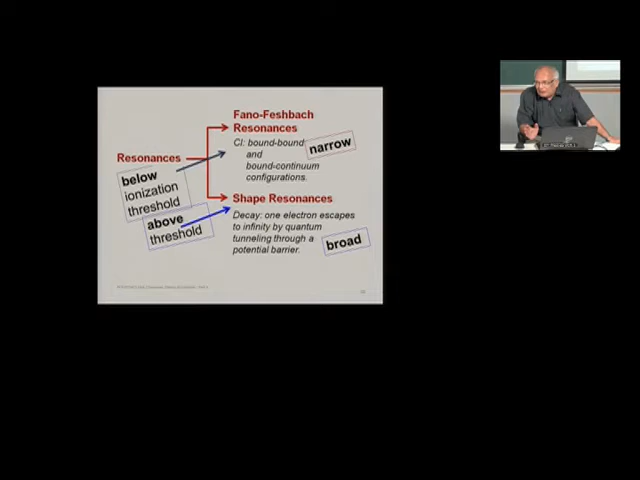 Fano-Feshbach
Resonances
CI: bound-bound
and
bound-continuum
configurations.
narrow
Resonances
below
ionization
threshold
above
threshold
Shape Resonances
Decay: one electron escapes
to infinity by quantum
tunneling through a
potential barrier.
broad